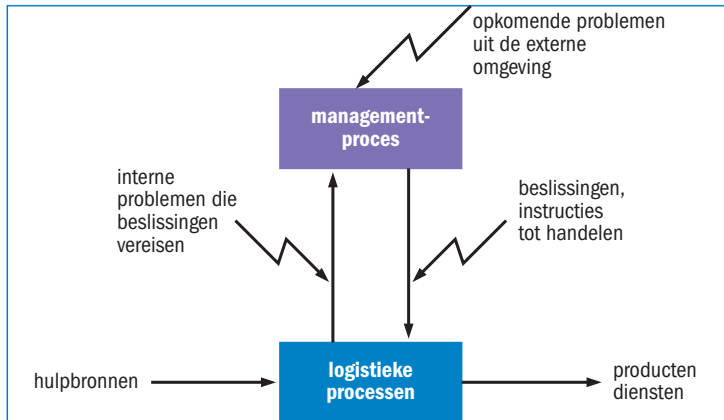 opkomende problemen
uit de externe
omgeving
management-
proces
interne
problemen die
beslissingen
vereisen
beslissingen,
instructies
tot handelen
hulpbronnen
logistieke
processen
producten
diensten